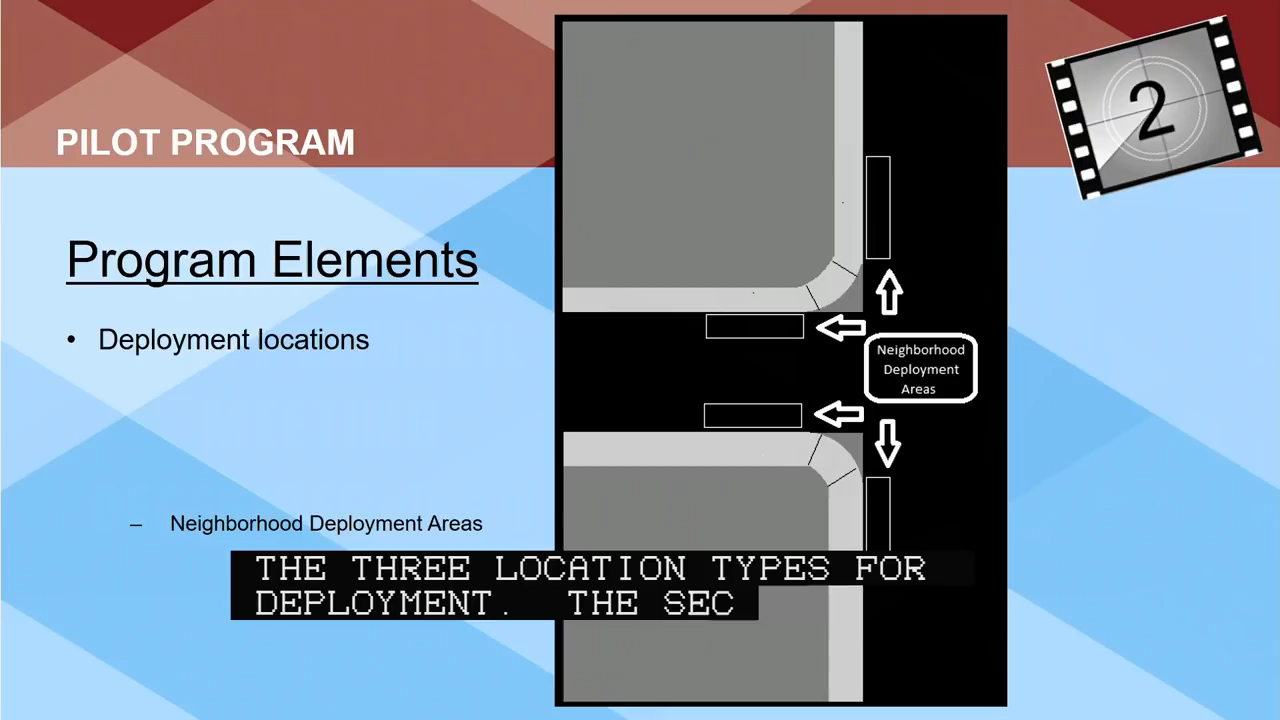 PILOT PROGRAM
2
Program Elements
• Deployment locations
Neighborhood
Deployment
Areas
– Neighborhood Deployment Areas
THE THREE LOCATION TYPES FOR
DEPLOYMENT. THE SEC